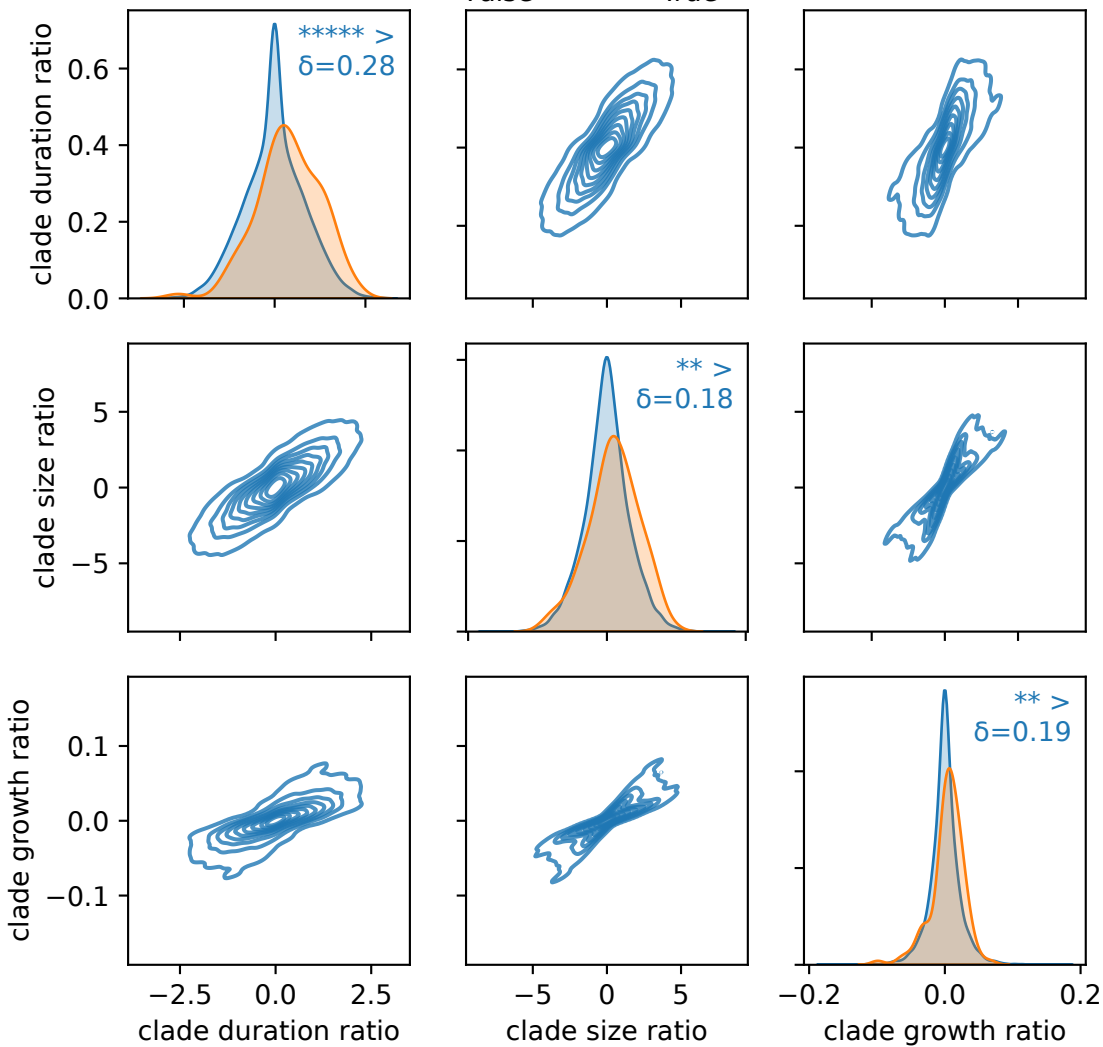 clade duration ratio
0.6
0.4
0.2
0.0
***** >
δ=0.28
clade size ratio
5
0
−5
** >
δ=0.18
clade growth ratio
0.1
0.0
−0.1
** >
δ=0.19
−2.5 0.0 2.5
−5 0 5
−0.2 0.0 0.2
clade duration ratio
clade size ratio
clade growth ratio